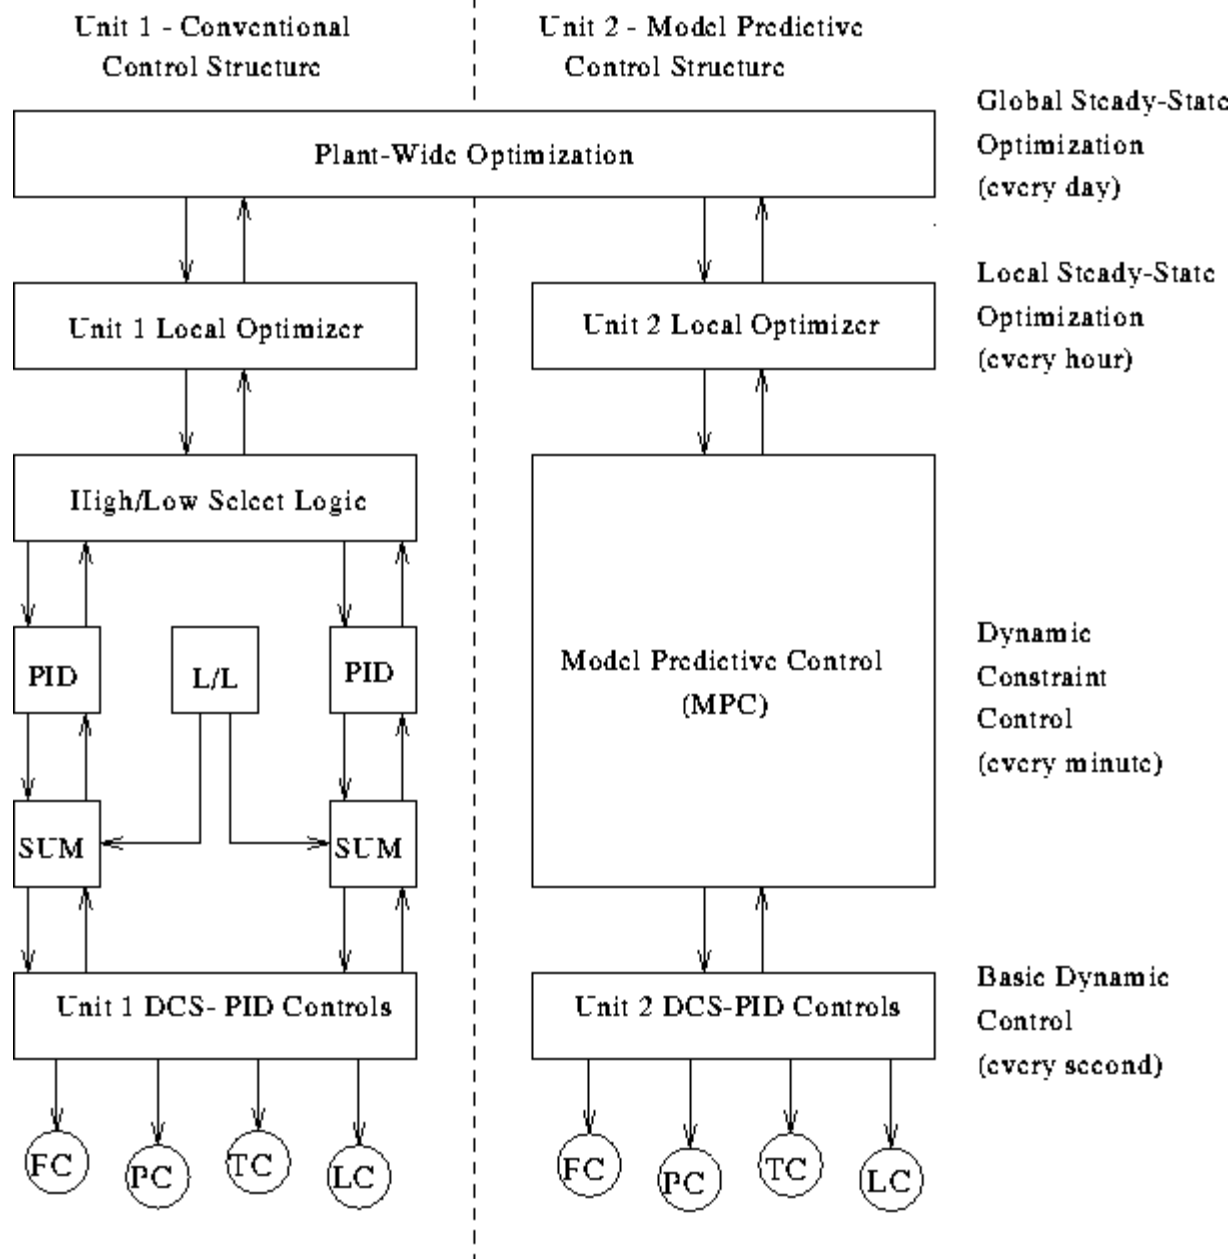 Unit 1 - Conventional
Control Structure
Unit 2 - Model Predictive
Control Structure
Plant-Wide Optimization
Global Steady-State
Optimization
(every day)
Unit 1 Local Optimizer
Unit 2 Local Optimizer
Local Steady-State
Optimization
(every hour)
High/Low Select Logic
PID
L/L
PID
SUM
SUM
Model Predictive Control
(MPC)
Dynamic
Constraint
Control
(every minute)
Unit 1 DCS- PID Controls
Unit 2 DCS-PID Controls
Basic Dynamic
Control
(every second)
FC
PC
TC
LC
FC
PC
TC
LC